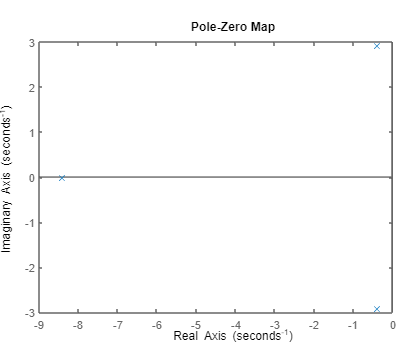 Pole-Zero Map
3
2
1
0
-1
-2
-3
-9 -8 -7 -6 -5 -4 -3 -2 -1 0
Real Axis (seconds⁻¹)
Imaginary Axis (seconds⁻¹)